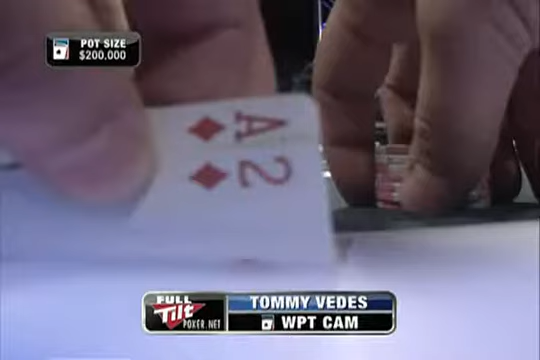 POT SIZE
$200,000
A
2
FULL
Tilt
POKER.NET
TOMMY VEDES
WPT CAM